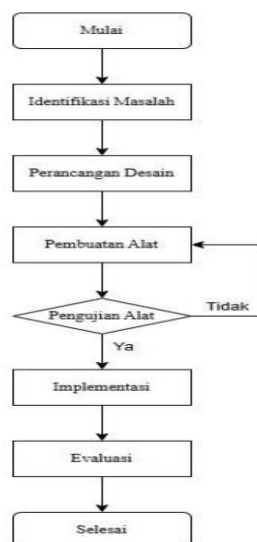 Mulai
Identifikasi Masalah
Perancangan Desain
Pembuatan Alat
Pengujian Alat
Tidak
Ya
Implementasi
Evaluasi
Selesai